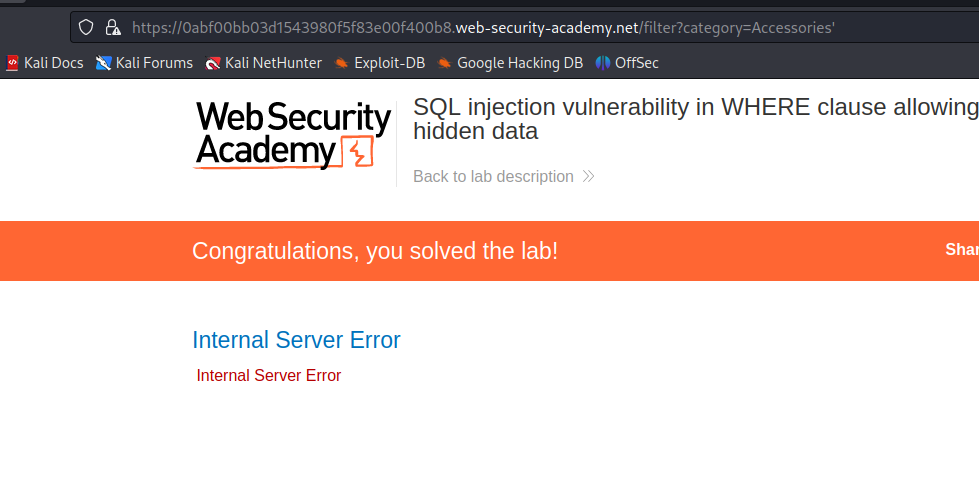 https://0abf00bb03d1543980f5f83e00f400b8.web-security-academy.net/filter?category=Accessories'
Kali Docs Kali Forums Kali NetHunter Exploit-DB Google Hacking DB OffSec
Web Security
Academy
SQL injection vulnerability in WHERE clause allowing
hidden data
Back to lab description
Congratulations, you solved the lab!
Shar
Internal Server Error
Internal Server Error